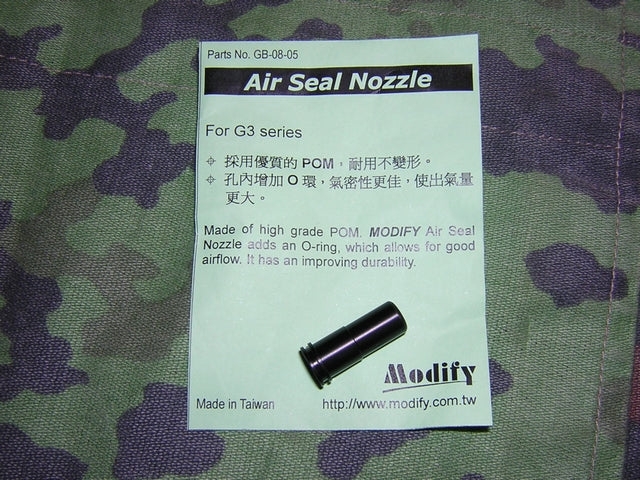 Parts No. GB-08-05
Air Seal Nozzle
For G3 series
採用優質的 POM，耐用不變形。
孔內增加 O 環，氣密性更佳，使出氣量
更大。
Made of high grade POM. MODIFY Air Seal
Nozzle adds an O-ring, which allows for good
airflow. It has an improving durability.
Modify
Made in Taiwan http://www.modify.com.tw